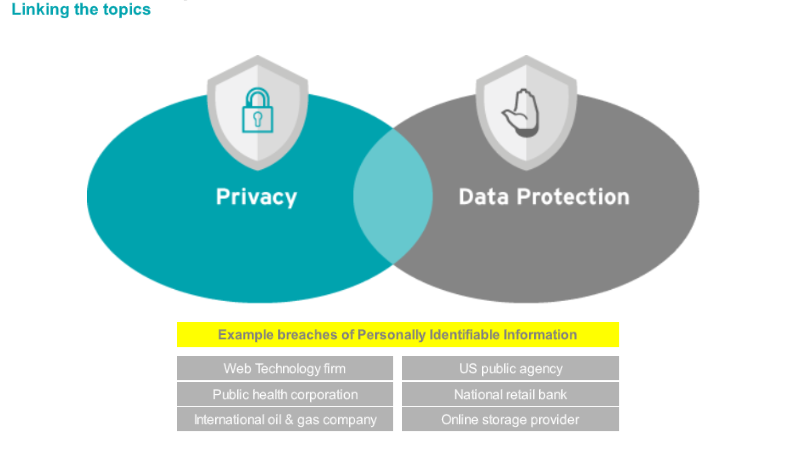 Linking the topics
Privacy
Data Protection
Example breaches of Personally Identifiable Information
Web Technology firm
US public agency
Public health corporation
National retail bank
International oil & gas company
Online storage provider